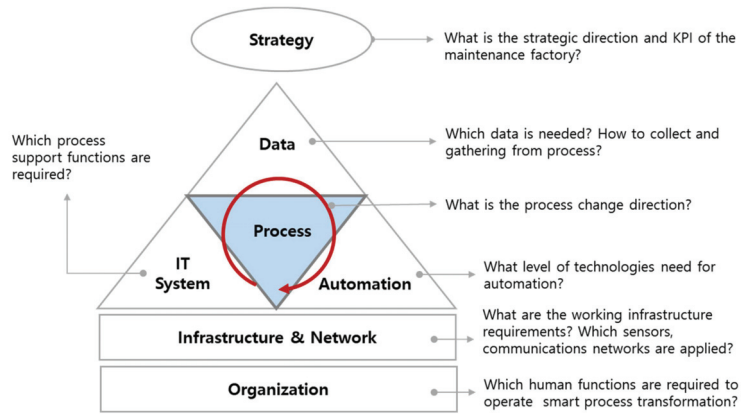 Strategy
What is the strategic direction and KPI of the
maintenance factory?
Data
Which data is needed? How to collect and
gathering from process?
Which process
support functions are
required?
Process
What is the process change direction?
IT
System
Automation
What level of technologies need for
automation?
Infrastructure & Network
What are the working infrastructure
requirements? Which sensors,
communications networks are applied?
Organization
Which human functions are required to
operate smart process transformation?